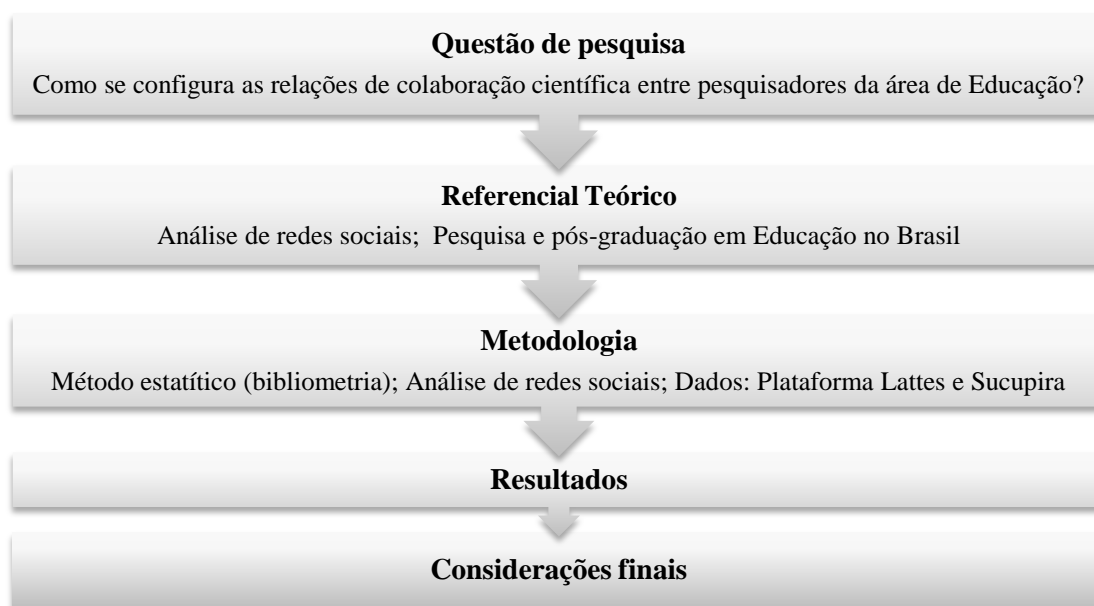 Questão de pesquisa
Como se configura as relações de colaboração científica entre pesquisadores da área de Educação?
Referencial Teórico
Análise de redes sociais; Pesquisa e pós-graduação em Educação no Brasil
Metodologia
Método estatítico (bibliometria); Análise de redes sociais; Dados: Plataforma Lattes e Sucupira
Resultados
Considerações finais